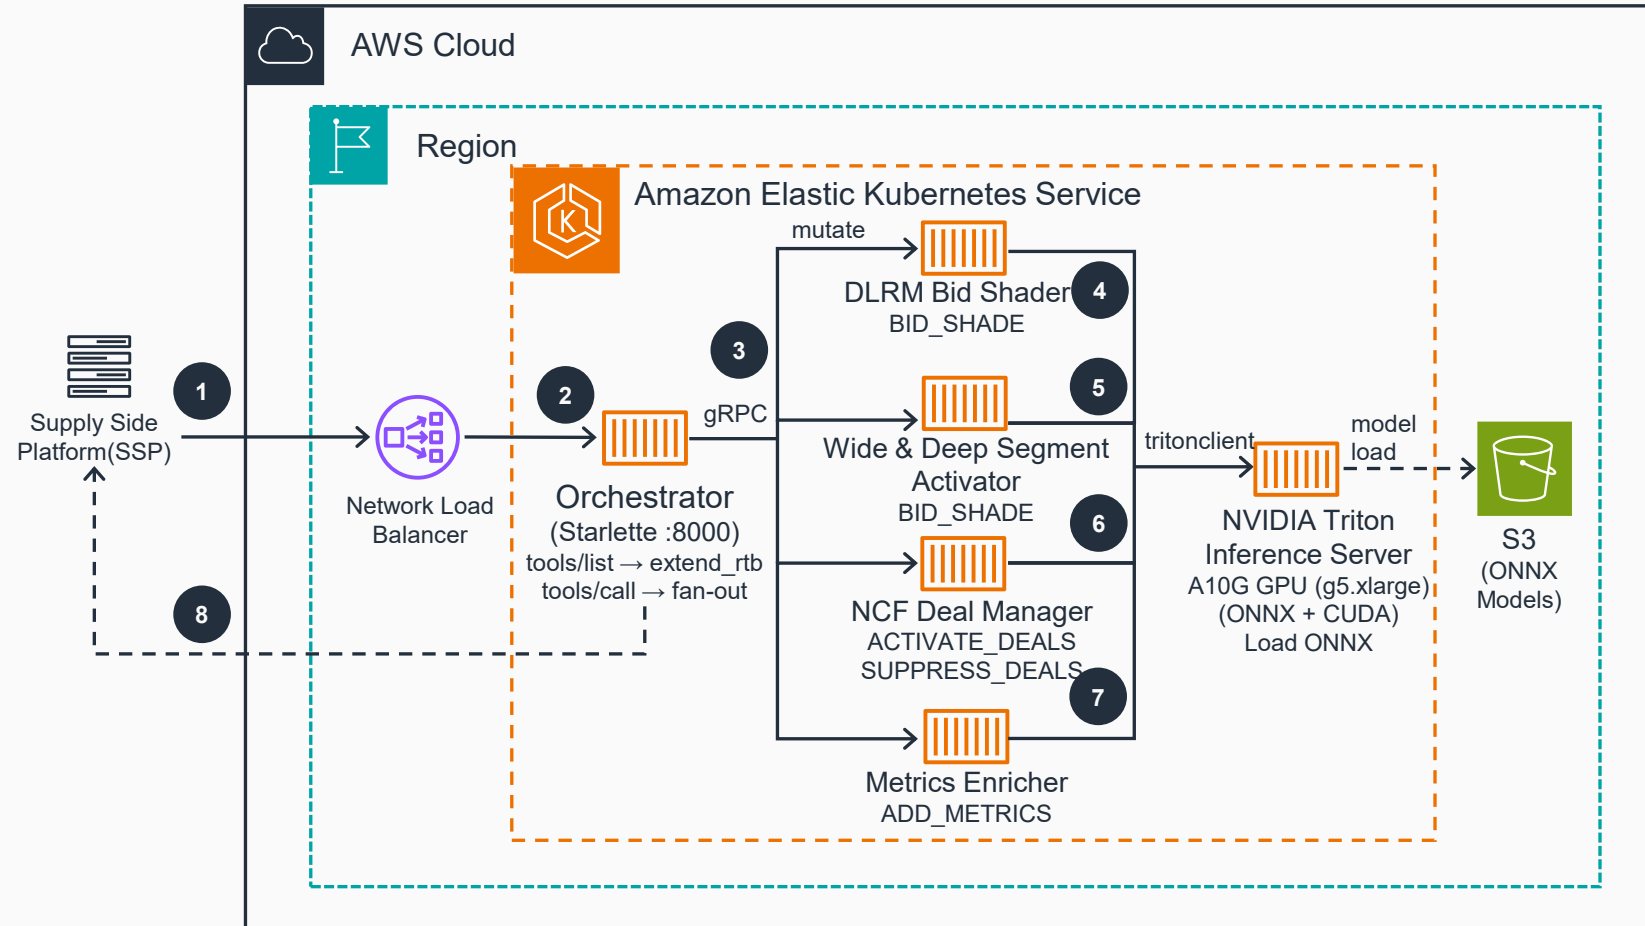 AWS Cloud
Region
Amazon Elastic Kubernetes Service
mutate
DLRM Bid Shader
BID_SHADE
4
3
1
2
5
gRPC
Supply Side
Platform(SSP)
Network Load
Balancer
Orchestrator
(Starlette :8000)
tools/list → extend_rtb
tools/call → fan-out
Wide & Deep Segment
Activator
BID_SHADE
6
tritonclient
model
load
NVIDIA Triton
Inference Server
A10G GPU (g5.xlarge)
(ONNX + CUDA)
Load ONNX
S3
(ONNX
Models)
8
NCF Deal Manager
ACTIVATE_DEALS
SUPPRESS_DEALS
7
Metrics Enricher
ADD_METRICS
K